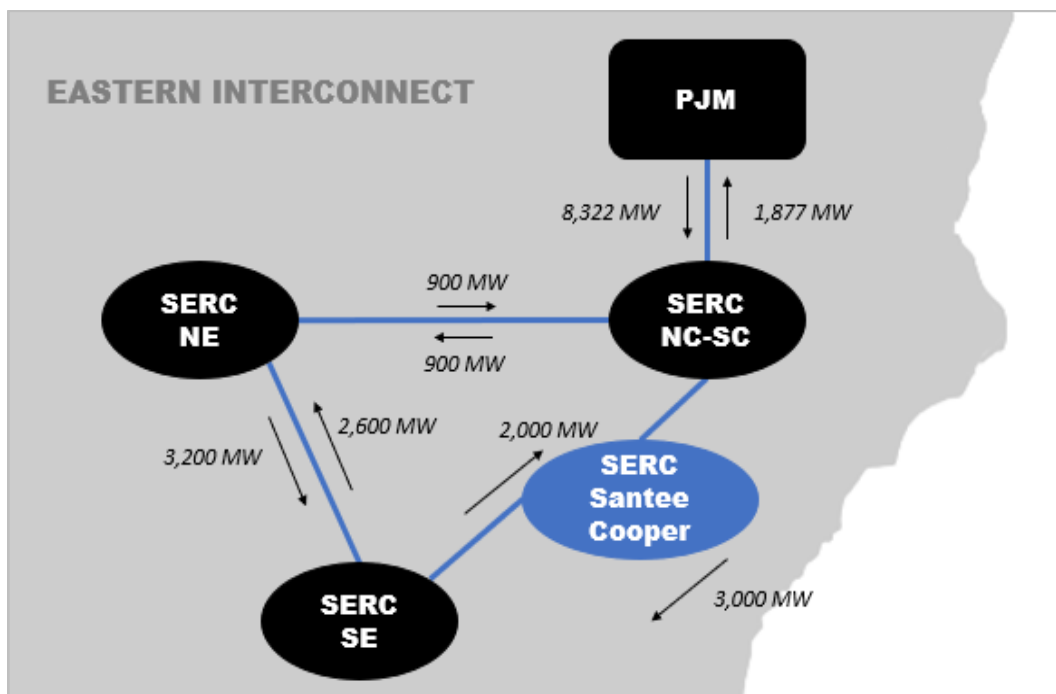 EASTERN INTERCONNECT
PJM
8,322 MW
1,877 MW
SERC
NE
900 MW
900 MW
SERC
NC-SC
3,200 MW
2,600 MW
2,000 MW
SERC
Santee
Cooper
3,000 MW
SERC
SE